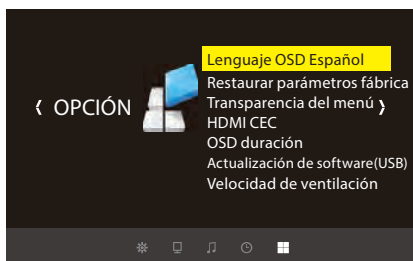 OPCIÓN
Lenguaje OSD Español
Restaurar parámetros fábrica
Transparencia del menú
HDMI CEC
OSD duración
Actualización de software(USB)
Velocidad de ventilación